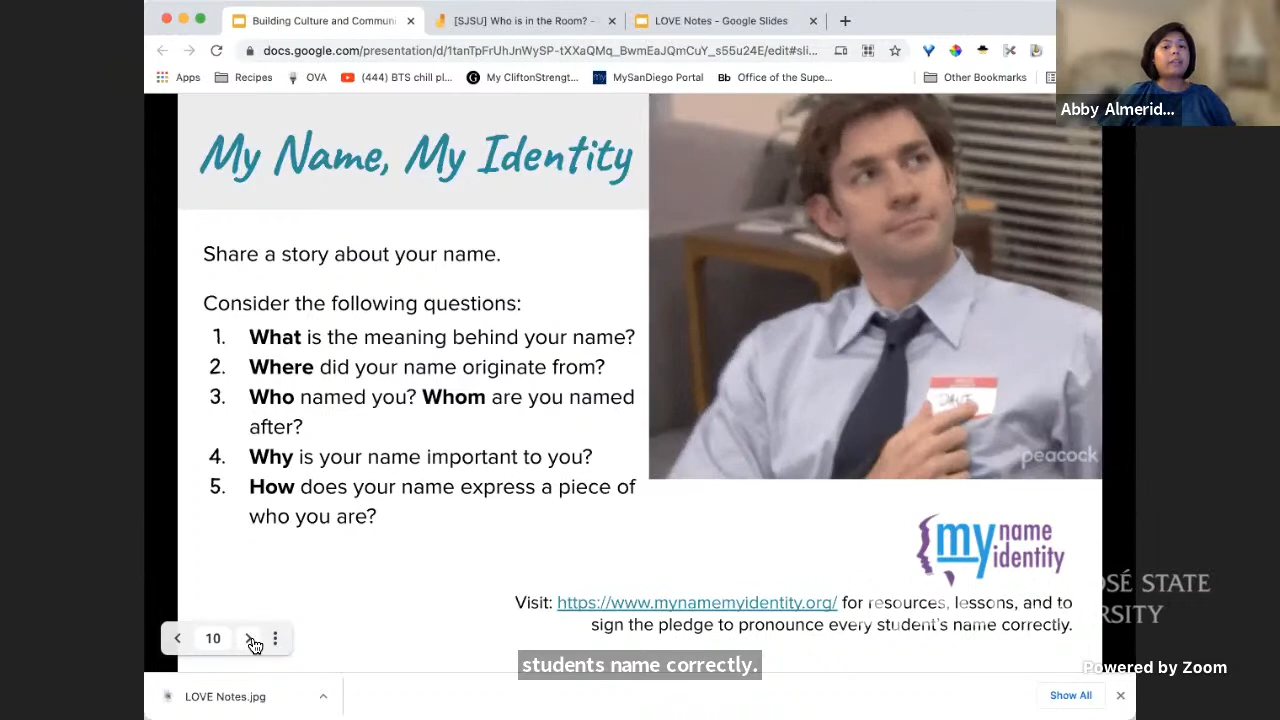 Building Culture and Communi
[SJSU] Who is in the Room? -
LOVE Notes - Google Slides
docs.google.com/presentation/d/1tanTpFrUhJnWySP-tXXaQMq_BwmEaJQmCuY_s55u24E/edit#sli...
Apps
Recipes
OVA
(444) BTS chill pl...
My CliftonStrengt...
MySanDiego Portal
Bb Office of the Supe...
Other Bookmarks
Abby Almerid...
My Name, My Identity
Share a story about your name.
Consider the following questions:
1. What is the meaning behind your name?
2. Where did your name originate from?
3. Who named you? Whom are you named
after?
4. Why is your name important to you?
5. How does your name express a piece of
who you are?
DAVE
peacock
my name
identity
Visit: https://www.mynamemyidentity.org/ for resources, lessons, and to
sign the pledge to pronounce every student's name correctly.
OSÉ STATE
ERSITY
10
students name correctly.
Powered by Zoom
LOVE Notes.jpg
Show All